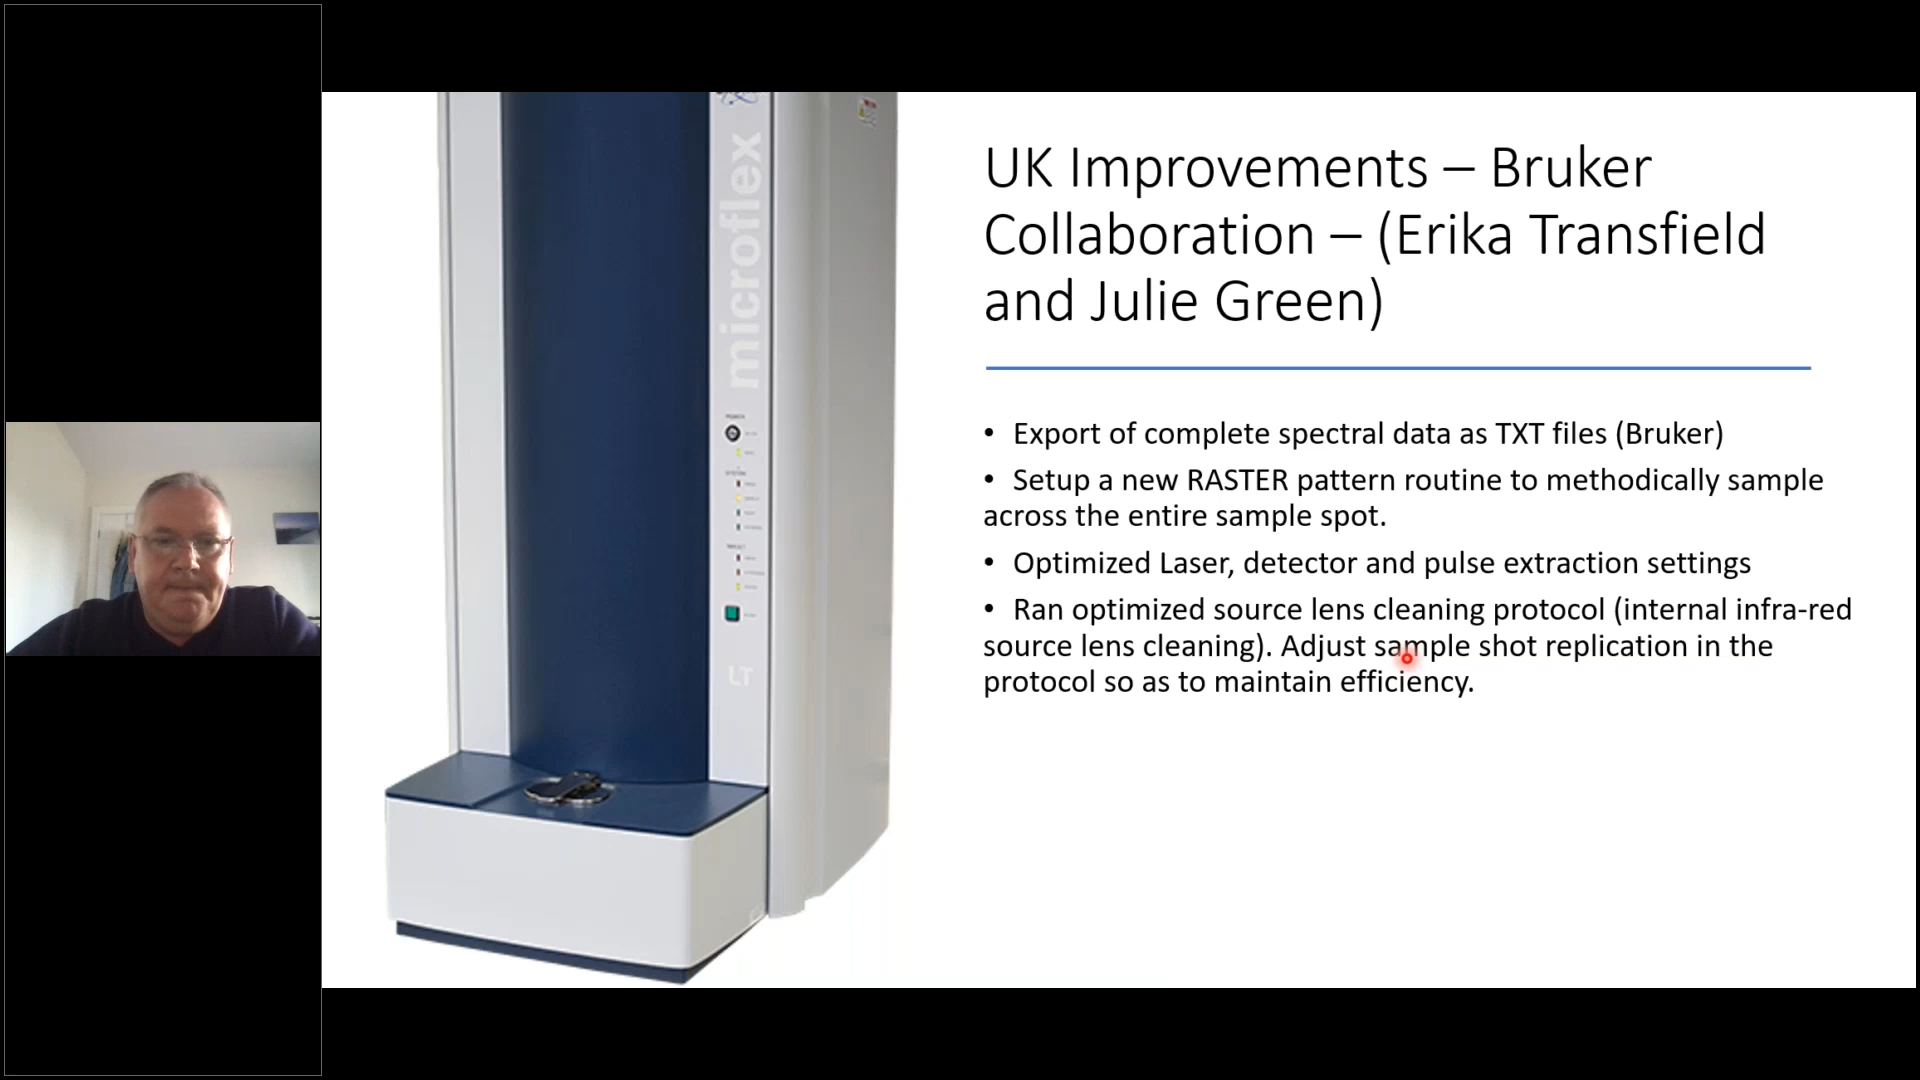 UK Improvements – Bruker
Collaboration – (Erika Transfield
and Julie Green)
• Export of complete spectral data as TXT files (Bruker)
• Setup a new RASTER pattern routine to methodically sample
across the entire sample spot.
• Optimized Laser, detector and pulse extraction settings
• Ran optimized source lens cleaning protocol (internal infra-red
source lens cleaning). Adjust sample shot replication in the
protocol so as to maintain efficiency.
microflex
LT